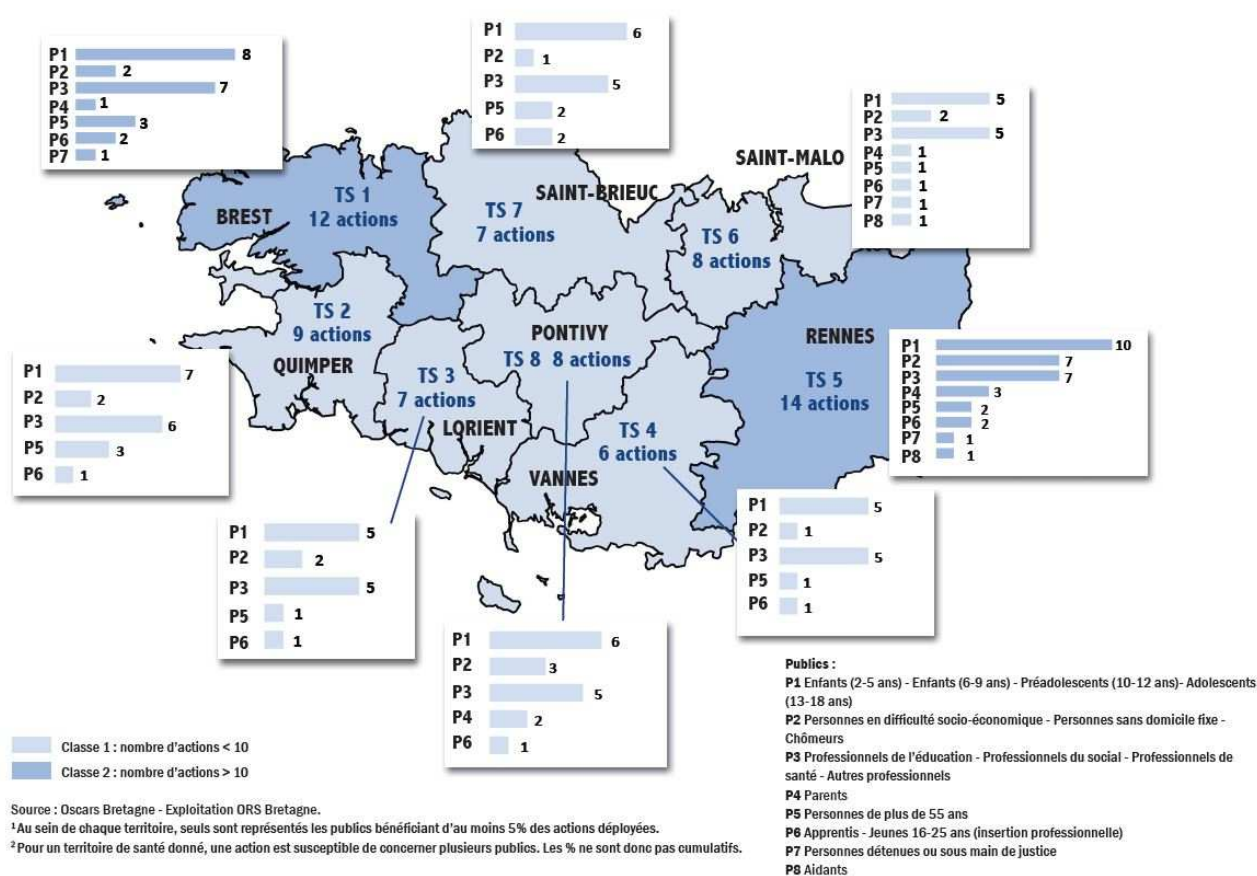 P1 8
P2 2
P3 7
P4 1
P5 3
P6 2
P7 1
P1 6
P2 1
P3 5
P5 2
P6 2
P1 5
P2 2
P3 5
P4 1
P5 1
P6 1
P7 1
P8 1
SAINT-MALO
SAINT-BRIEUC
BREST
TS 1
12 actions
TS 7
7 actions
TS 6
8 actions
TS 2
9 actions
QUIMPER
PONTIVY
TS 8 8 actions
RENNES
TS 5
14 actions
TS 3
7 actions
LORIENT
TS 4
6 actions
VANNES
P1 7
P2 2
P3 6
P5 3
P6 1
P1 10
P2 7
P3 7
P4 3
P5 2
P6 2
P7 1
P8 1
P1 5
P2 2
P3 5
P5 1
P6 1
P1 5
P2 1
P3 5
P5 1
P6 1
P1 6
P2 3
P3 5
P4 2
P6 1
Classe 1 : nombre d'actions < 10
Classe 2 : nombre d'actions > 10
Source : Oscars Bretagne - Exploitation ORS Bretagne.
¹Au sein de chaque territoire, seuls sont représentés les publics bénéficiant d'au moins 5% des actions déployées.
²Pour un territoire de santé donné, une action est susceptible de concerner plusieurs publics. Les % ne sont donc pas cumulatifs.
Publics :
P1 Enfants (2-5 ans) - Enfants (6-9 ans) - Préadolescents (10-12 ans)- Adolescents
(13-18 ans)
P2 Personnes en difficulté socio-économique - Personnes sans domicile fixe -
Chômeurs
P3 Professionnels de l'éducation - Professionnels du social - Professionnels de
santé - Autres professionnels
P4 Parents
P5 Personnes de plus de 55 ans
P6 Apprentis - Jeunes 16-25 ans (insertion professionnelle)
P7 Personnes détenues ou sous main de justice
P8 Aidants